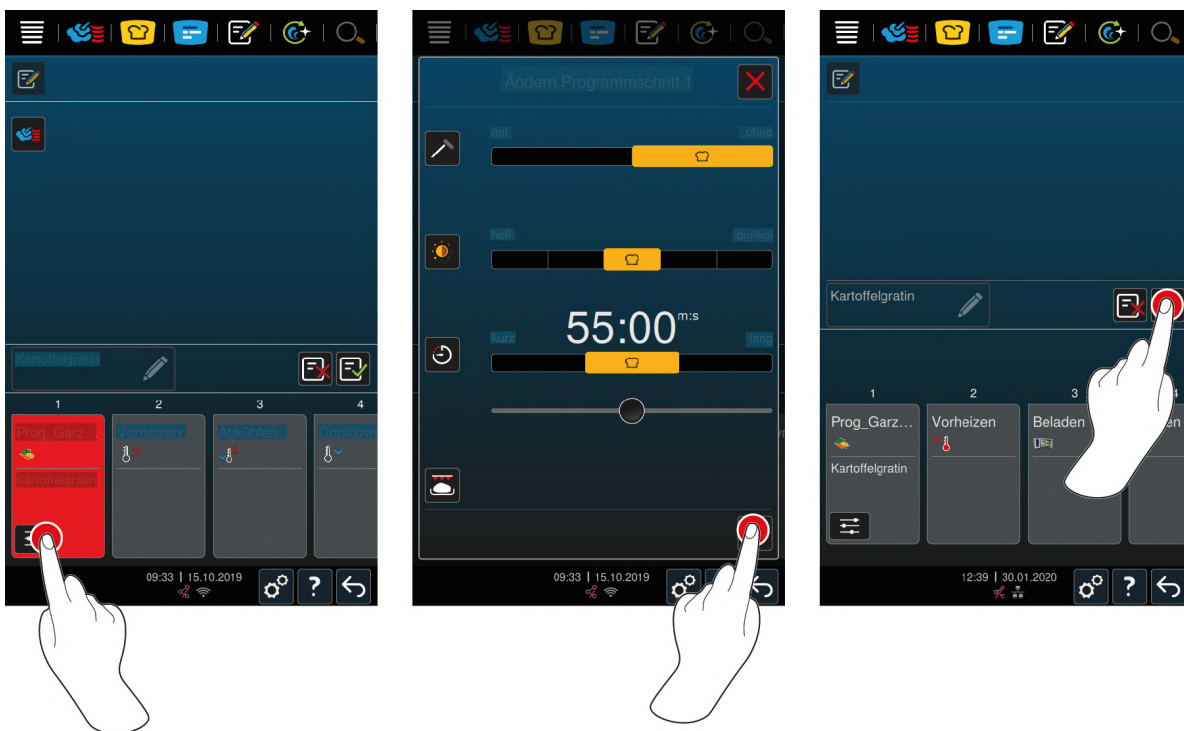 Kartoffelgratin
1 2 3 4
Prog_Garz...
Vorheizen
Abkühlen
Cooldown
Kartoffelgratin
09:33 | 15.10.2019
?
Ändern Programmschritt 1
mit ohne
hell dunkel
55:00 m:s
kurz lang
09:33 | 15.10.2019
Kartoffelgratin
1 2 3 4
Prog_Garz...
Vorheizen
Beladen
en
Kartoffelgratin
12:39 | 30.01.2020
?